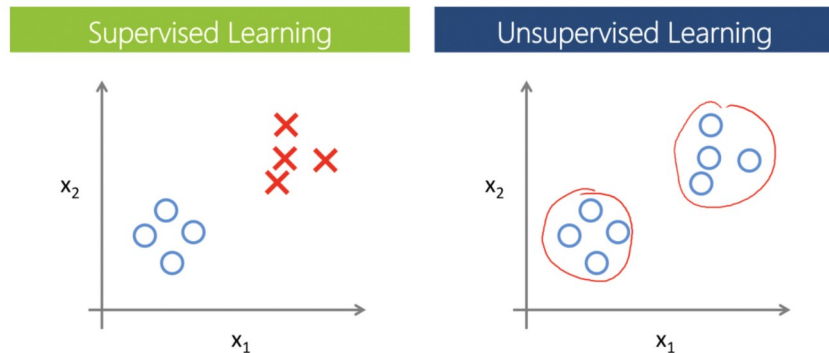 Supervised Learning
x₂
x₁
Unsupervised Learning
x₂
x₁